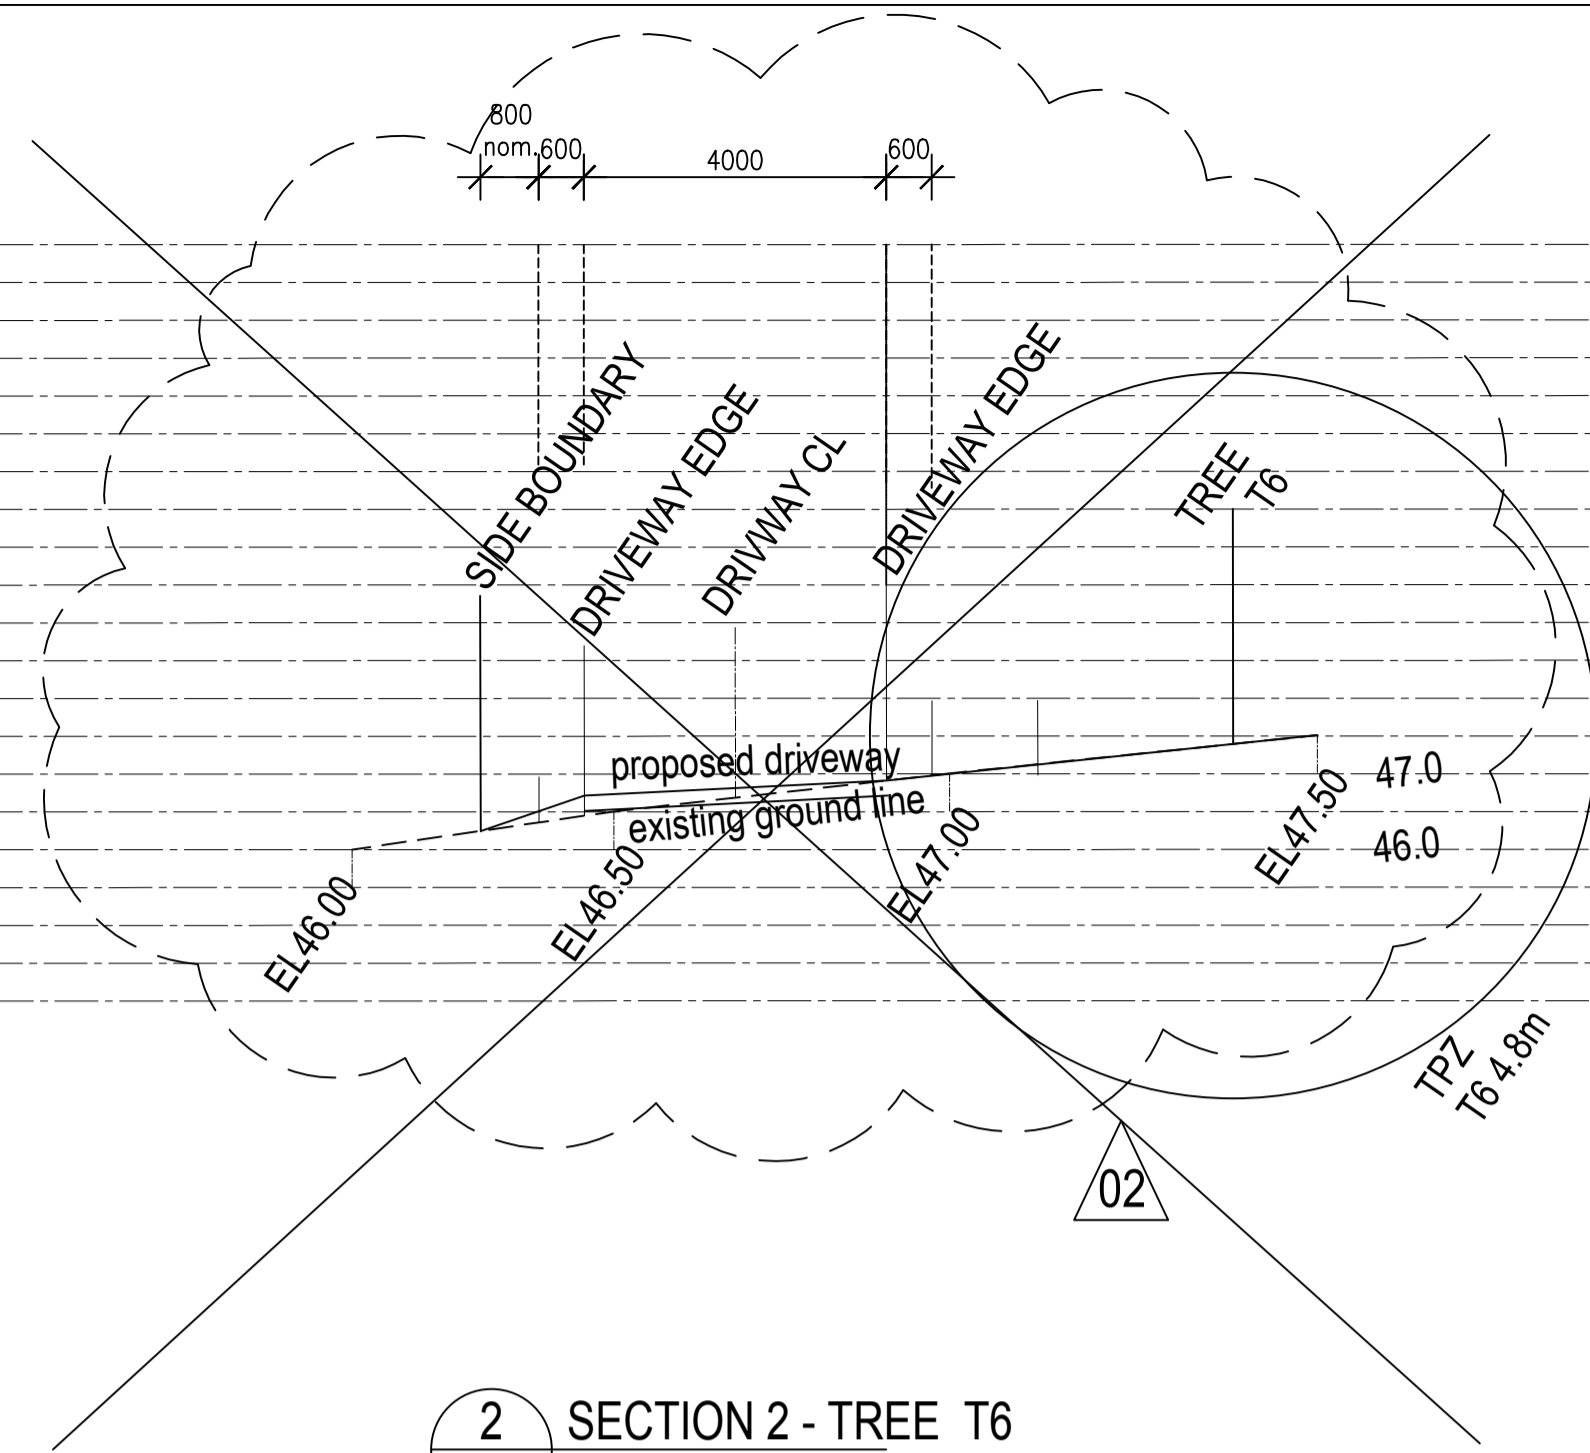 800
nom.
600
4000
600
SIDE BOUNDARY
DRIVEWAY EDGE
DRIVWAY CL
DRIVEWAY EDGE
TREE
T6
proposed driveway
existing ground line
47.0
46.0
EL46.00
EL46.50
EL47.00
EL47.50
TPZ
T6 4.8m
02
2
SECTION 2 - TREE T6